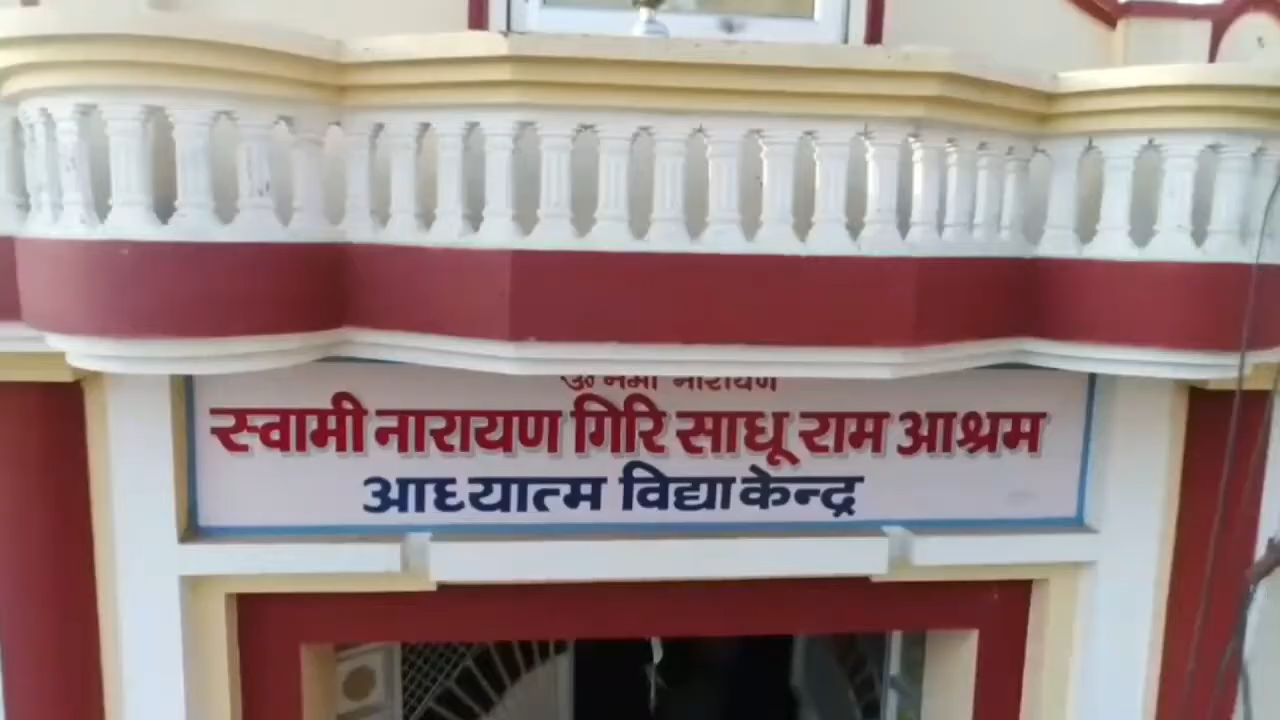 ॐ नमो नारायण
स्वामी नारायण गिरि साधू राम आश्रम
आध्यात्म विद्या केन्द्र